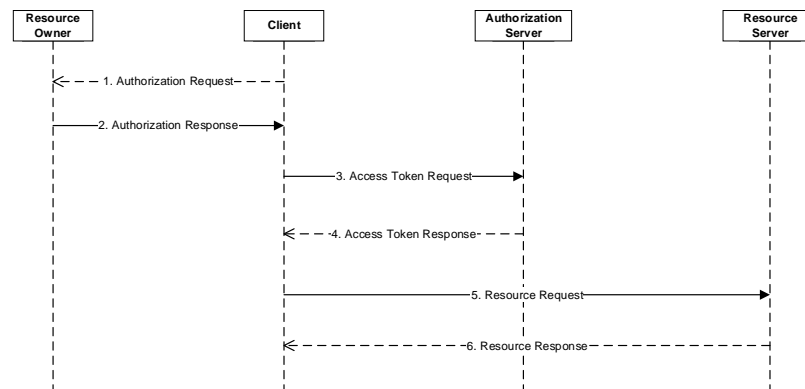 Resource
Owner
Client
Authorization
Server
Resource
Server
1. Authorization Request
2. Authorization Response
3. Access Token Request
4. Access Token Response
5. Resource Request
6. Resource Response